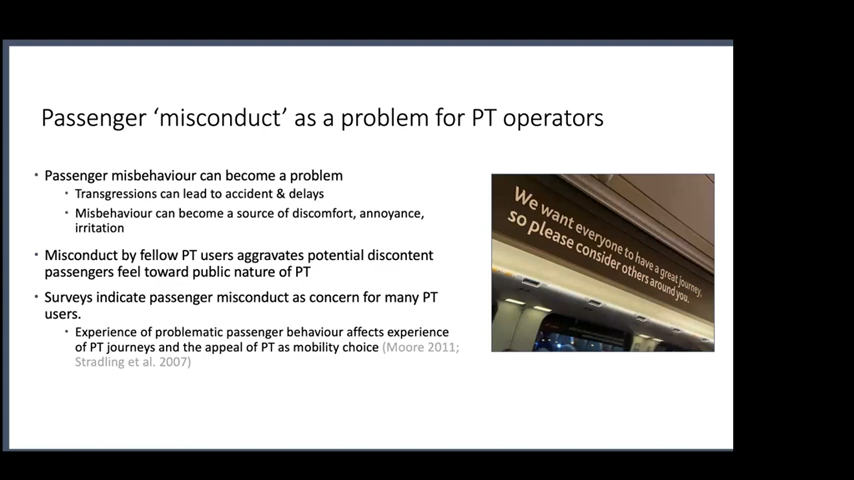 Passenger ‘misconduct’ as a problem for PT operators
• Passenger misbehaviour can become a problem
• Transgressions can lead to accident & delays
• Misbehaviour can become a source of discomfort, annoyance,
irritation
• Misconduct by fellow PT users aggravates potential discontent
passengers feel toward public nature of PT
• Surveys indicate passenger misconduct as concern for many PT
users.
• Experience of problematic passenger behaviour affects experience
of PT journeys and the appeal of PT as mobility choice (Moore 2011;
Stradling et al. 2007)
We want everyone to have a great journey,
so please consider others around you.